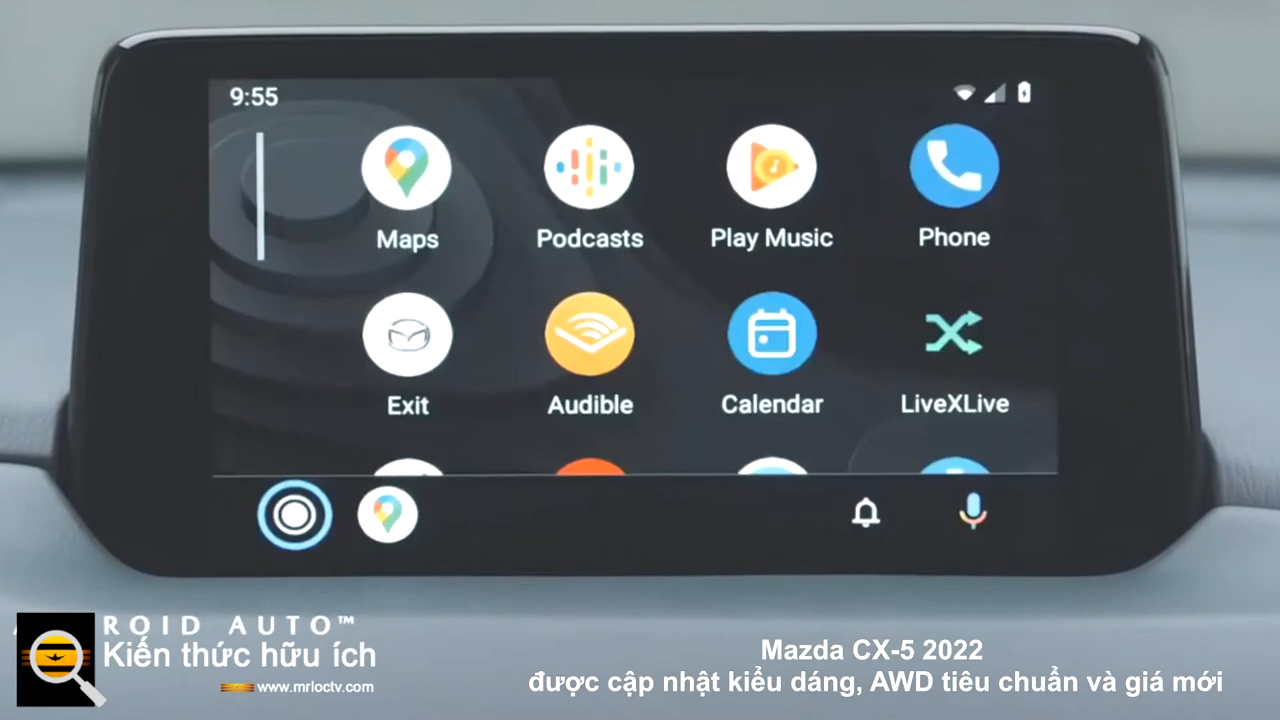 9:55
Maps
Podcasts
Play Music
Phone
Exit
Audible
Calendar
LiveXLive
ROID AUTO™
Kiến thức hữu ích
www.mrloctv.com
Mazda CX-5 2022
được cập nhật kiểu dáng, AWD tiêu chuẩn và giá mới